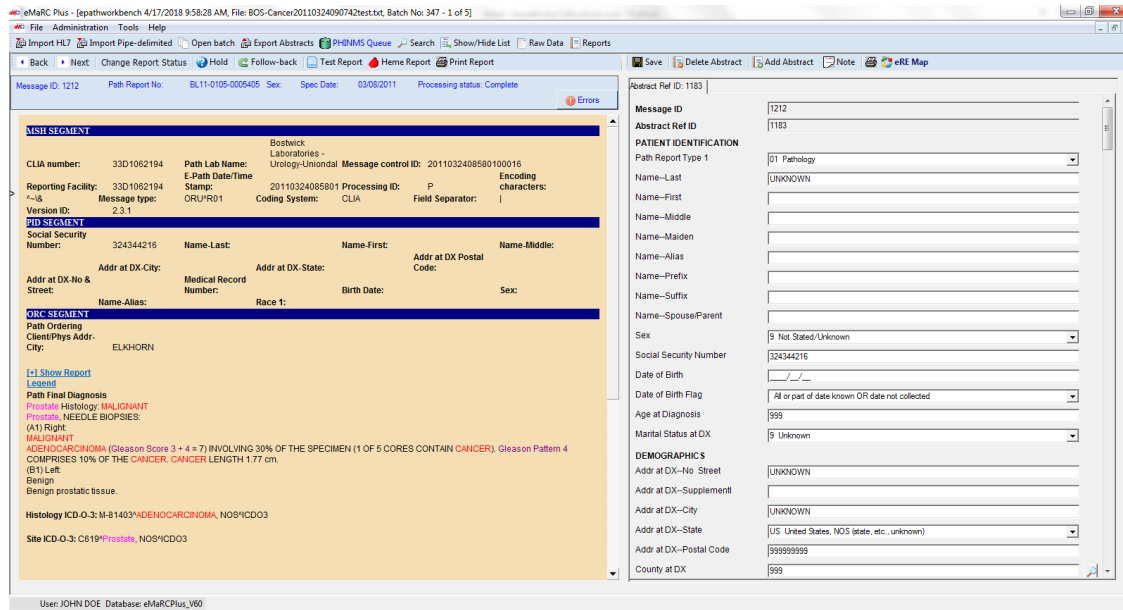 eMaRC Plus - [epathworkbench 4/17/2018 9:58:28 AM, File: BOS-Cancer20110324090742test.txt, Batch No: 347 - 1 of 5]
File Administration Tools Help
Import HL7 Import Pipe-delimited Open batch Export Abstracts PHINMS Queue Search Show/Hide List Raw Data Reports
Back Next Change Report Status Hold Follow-back Test Report Heme Report Print Report Save Delete Abstract Add Abstract Note eRE Map
Message ID: 1212 Path Report No: BL11-0105-0005405 Sex: Spec Date: 03/08/2011 Processing status: Complete
Errors
>
MSH SEGMENT
Bostwick
Laboratories -
CLIA number: 33D1062194 Path Lab Name: Urology-Uniondal Message control ID: 2011032408580100016
E-Path Date/Time Encoding
Reporting Facility: 33D1062194 Stamp: 20110324085801 Processing ID: P characters:
^~\& Message type: ORU^R01 Coding System: CLIA Field Separator: |
Version ID: 2.3.1
PID SEGMENT
Social Security
Number: 324344216 Name-Last: Name-First: Name-Middle:
Addr at DX Postal
Addr at DX-City: Addr at DX-State: Code:
Addr at DX-No & Medical Record
Street: Number: Birth Date: Sex:
Name-Alias: Race 1:
ORC SEGMENT
Path Ordering
Client/Phys Addr-
City: ELKHORN
[+] Show Report
Legend
Path Final Diagnosis
Prostate Histology: MALIGNANT
Prostate, NEEDLE BIOPSIES:
(A1) Right:
MALIGNANT
ADENOCARCINOMA (Gleason Score 3 + 4 = 7) INVOLVING 30% OF THE SPECIMEN (1 OF 5 CORES CONTAIN CANCER). Gleason Pattern 4
COMPRISES 10% OF THE CANCER. CANCER LENGTH 1.77 cm.
(B1) Left:
Benign
Benign prostatic tissue.
Histology ICD-O-3: M-81403^ADENOCARCINOMA, NOS^ICDO3
Site ICD-O-3: C619^Prostate, NOS^ICDO3
Abstract Ref ID: 1183
Message ID 1212
Abstract Ref ID 1183
PATIENT IDENTIFICATION
Path Report Type 1 01 Pathology
Name--Last UNKNOWN
Name--First
Name--Middle
Name--Maiden
Name--Alias
Name--Prefix
Name--Suffix
Name--Spouse/Parent
Sex 9 Not Stated/Unknown
Social Security Number 324344216
Date of Birth __/__/__
Date of Birth Flag All or part of date known OR date not collected
Age at Diagnosis 999
Marital Status at DX 9 Unknown
DEMOGRAPHICS
Addr at DX--No Street UNKNOWN
Addr at DX--Supplementl
Addr at DX--City UNKNOWN
Addr at DX--State US United States, NOS (state, etc., unknown)
Addr at DX--Postal Code 999999999
County at DX 999
User: JOHN DOE Database: eMaRCPlus_V60